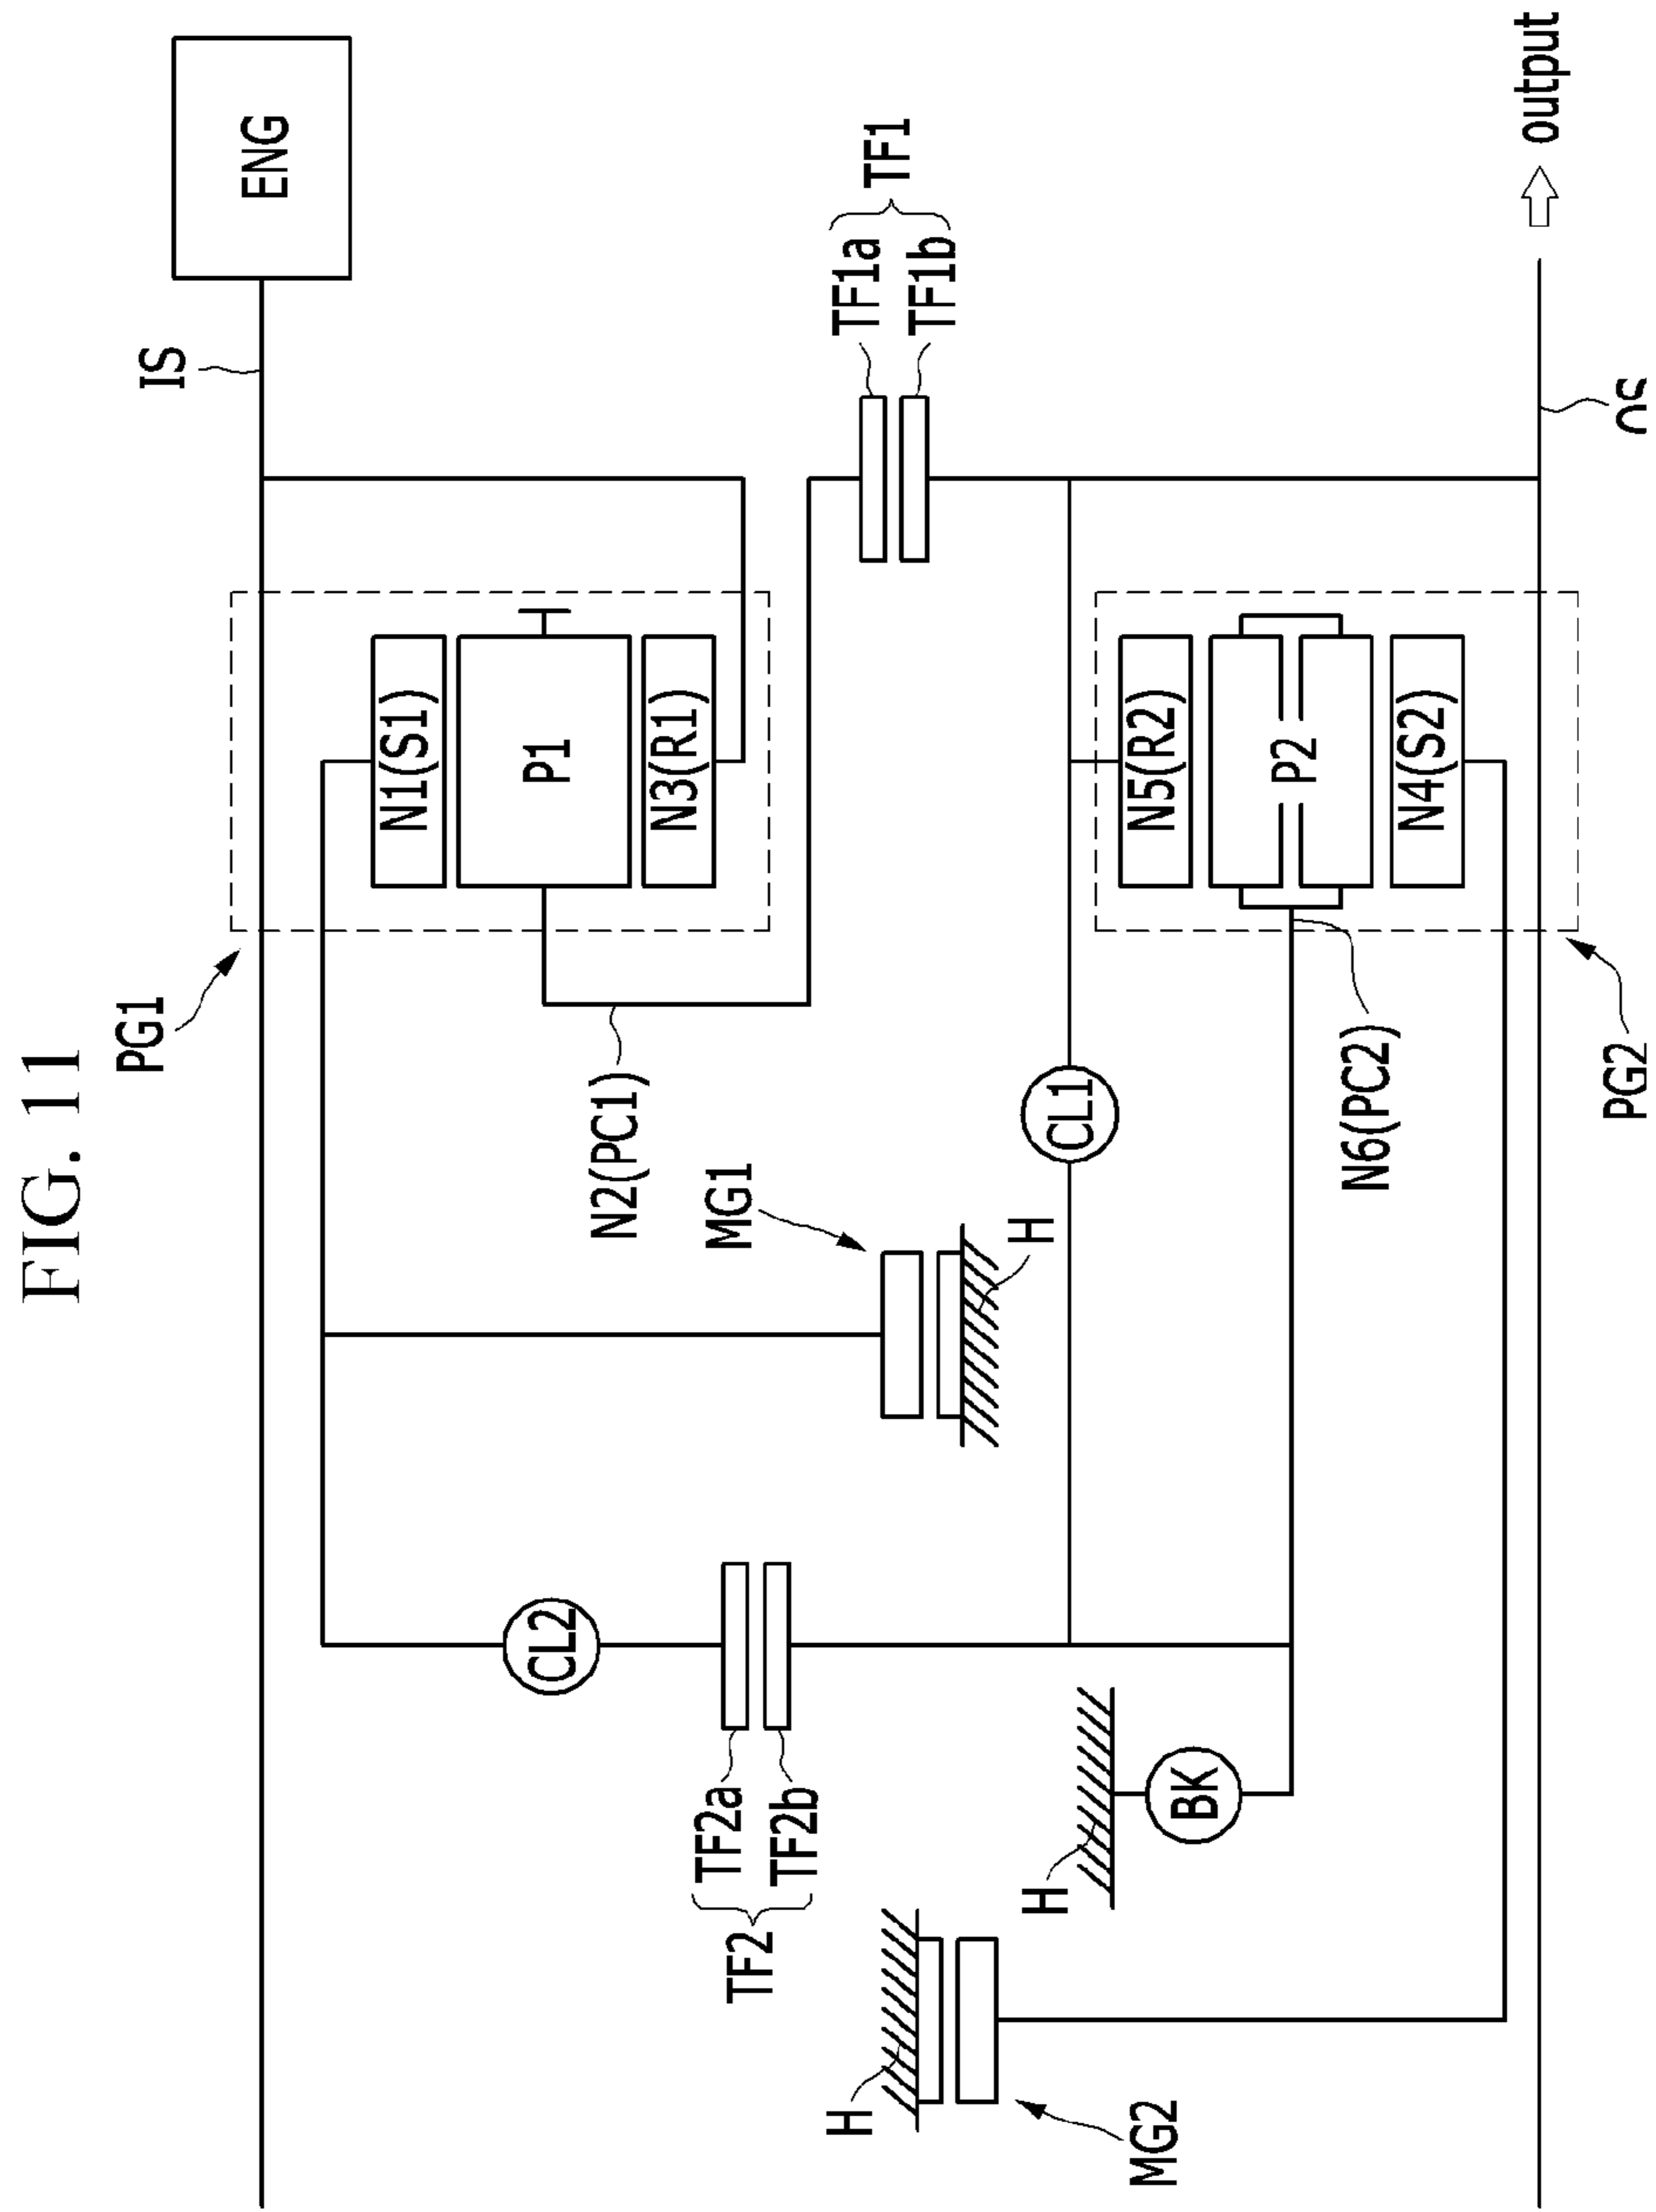 FIG. 11
PG1
IS
ENG
N1(S1)
CL2
P1
N2(PC1)
N3(R1)
MG1
TF2a
TF2
TF2b
H
TF1a
TF1
TF1b
H
H
CL1
MG2
N5(R2)
BK
P2
N6(PC2)
N4(S2)
output
PG2